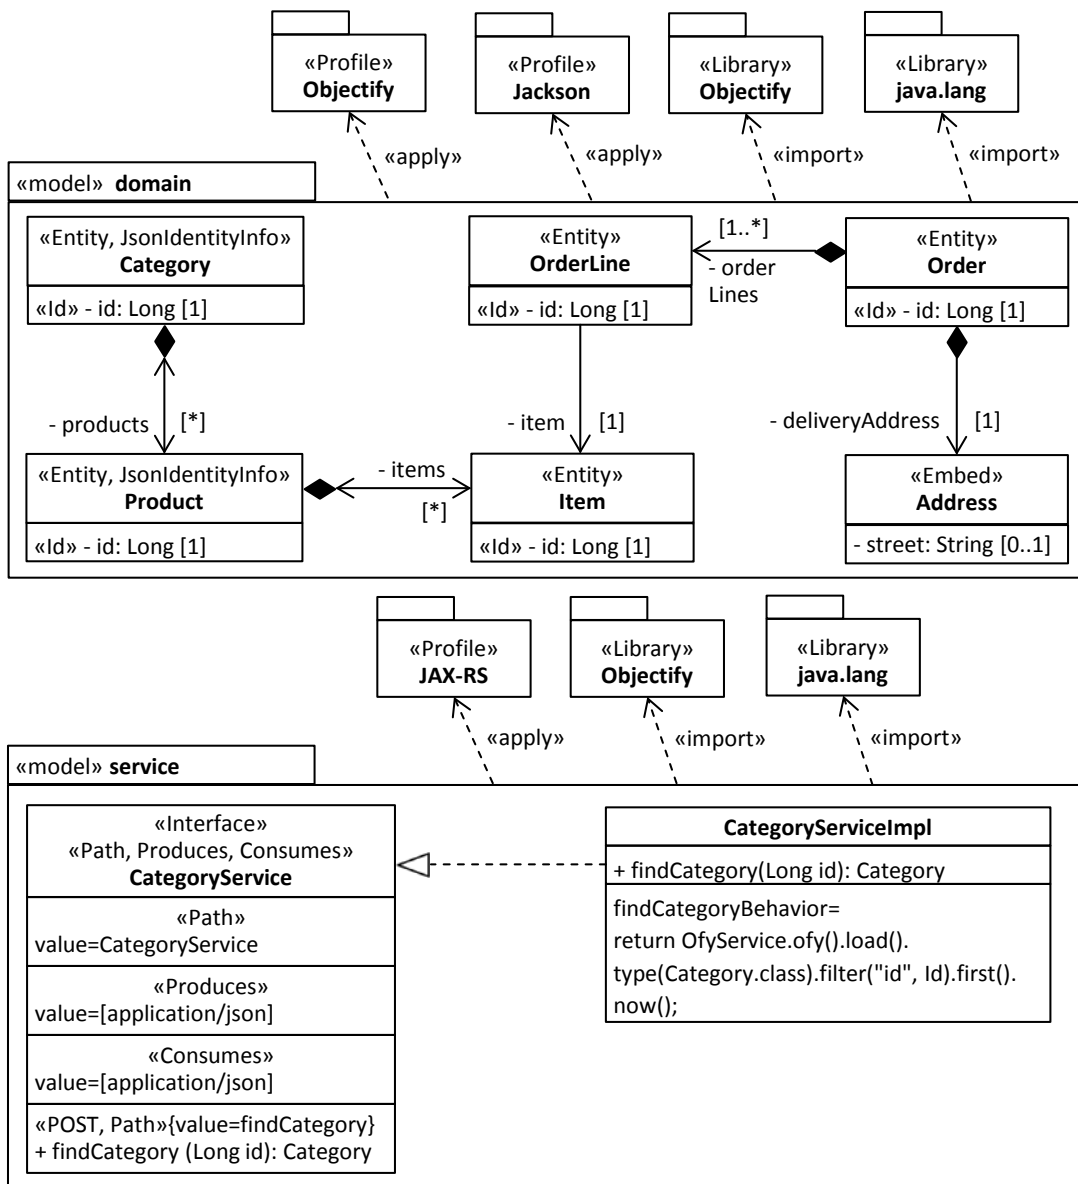 «Profile»
Objectify
«Profile»
Jackson
«Library»
Objectify
«Library»
java.lang
«apply»
«apply»
«import»
«import»
«model» domain
«Entity, JsonIdentityInfo»
Category
«Id» - id: Long [1]
«Entity»
OrderLine
«Id» - id: Long [1]
[1..*]
- order
Lines
«Entity»
Order
«Id» - id: Long [1]
- products
[*]
- item
[1]
- deliveryAddress
[1]
«Entity, JsonIdentityInfo»
Product
«Id» - id: Long [1]
- items
[*]
«Entity»
Item
«Id» - id: Long [1]
«Embed»
Address
- street: String [0..1]
«Profile»
JAX-RS
«Library»
Objectify
«Library»
java.lang
«apply»
«import»
«import»
«model» service
«Interface»
«Path, Produces, Consumes»
CategoryService
«Path»
value=CategoryService
«Produces»
value=[application/json]
«Consumes»
value=[application/json]
«POST, Path»{value=findCategory}
+ findCategory (Long id): Category
CategoryServiceImpl
+ findCategory(Long id): Category
findCategoryBehavior=
return OfyService.ofy().load().
type(Category.class).filter("id", Id).first().
now();